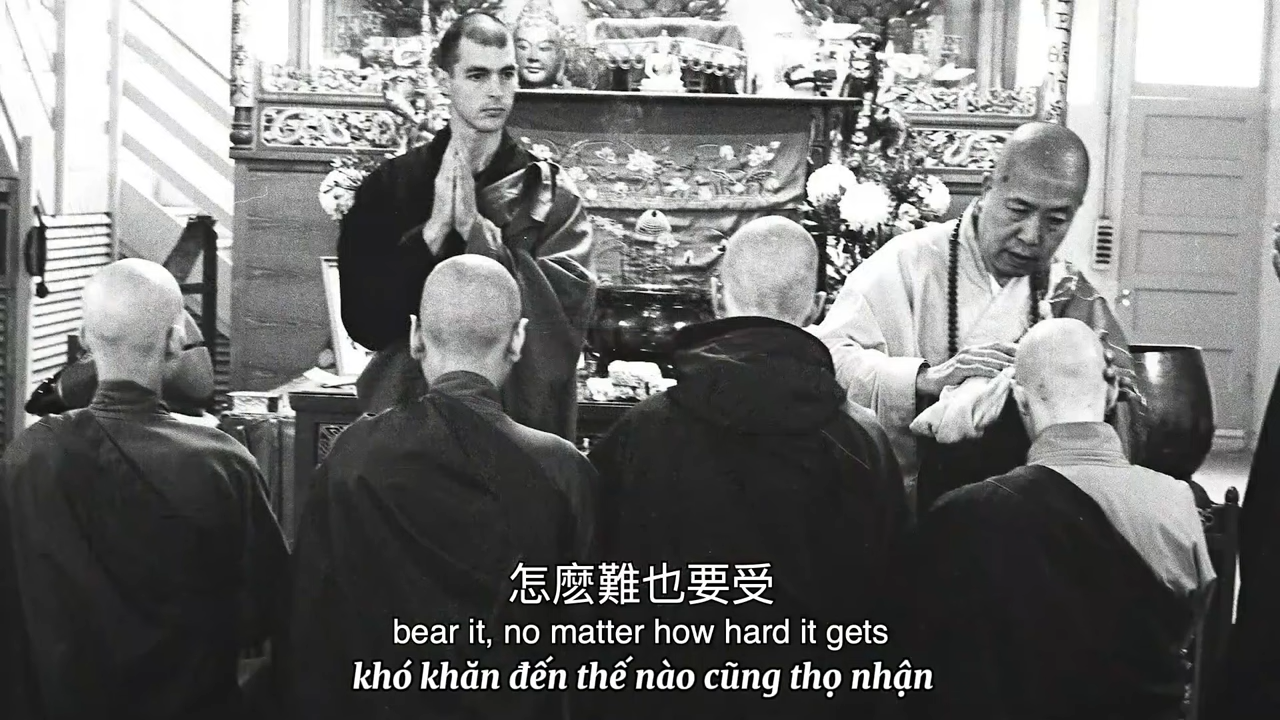 怎麽難也要受
bear it, no matter how hard it gets
khó khăn đến thế nào cũng thọ nhận